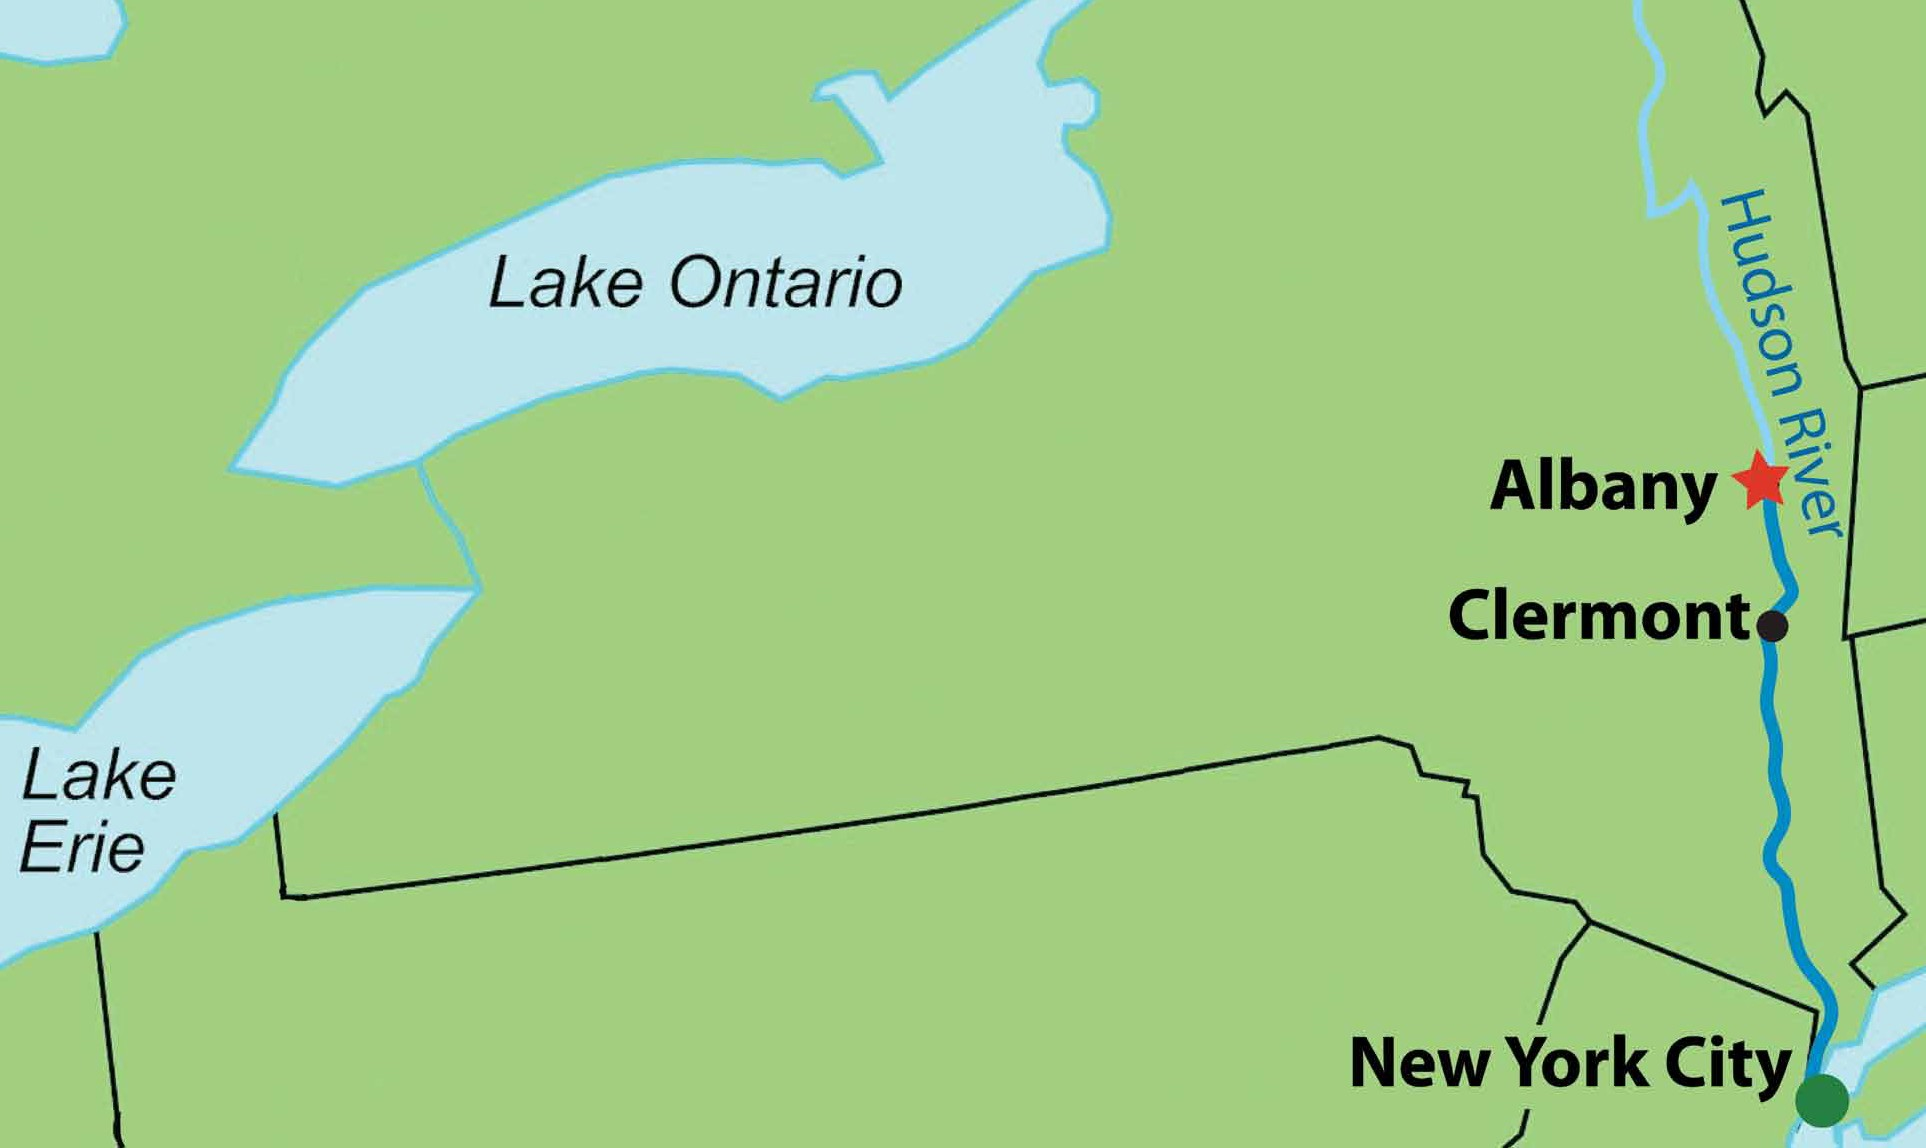 Hudson River
Lake Ontario
Albany
Clermont
Lake
Erie
New York City